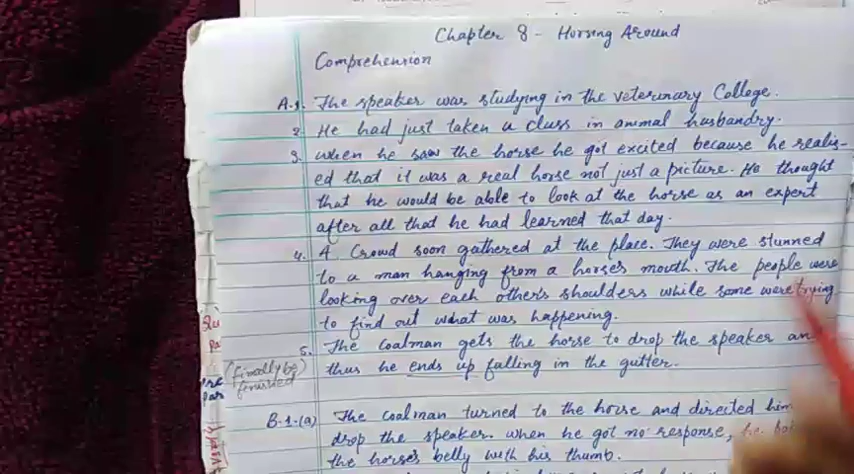 Chapter 8 - Horsing Around
Comprehension
A.1. The speaker was studying in the veterinary College.
2. He had just taken a class in animal husbandry.
3. when he saw the horse he got excited because he realis-
ed that it was a real horse not just a picture. He thought
that he would be able to look at the horse as an expert
after all that he had learned that day.
4. A crowd soon gathered at the place. They were stunned
to a man hanging from a horse's mouth. The people were
looking over each other's shoulders while some were trying
to find out what was happening.
5. The coalman gets the horse to drop the speaker an
thus he ends up falling in the gutter.
B.1.(a) The coalman turned to the horse and directed him
drop the speaker. when he got no response, he
the horse's belly with his thumb.